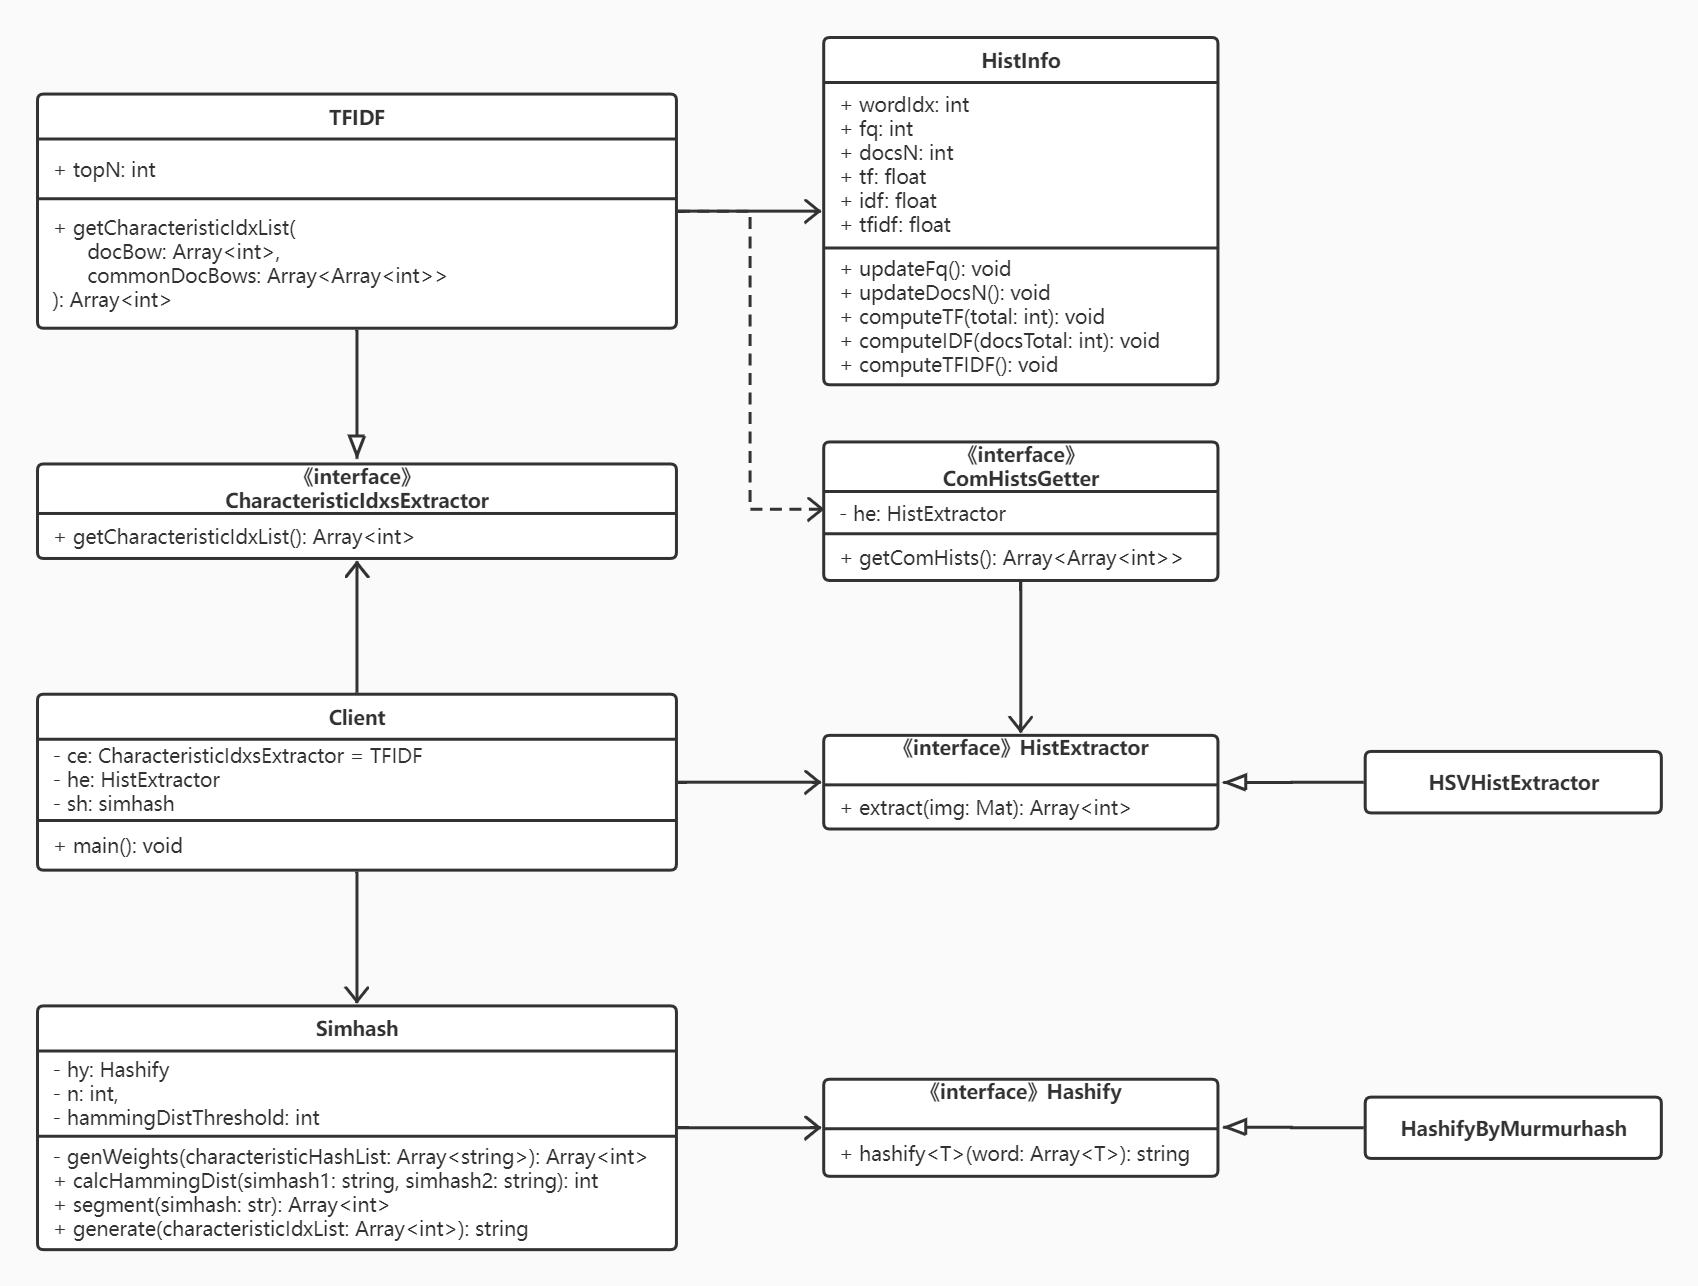 TFIDF
+ topN: int
+ getCharacteristicIdxList(
docBow: Array<int>,
commonDocBows: Array<Array<int>>
): Array<int>
HistInfo
+ wordIdx: int
+ fq: int
+ docsN: int
+ tf: float
+ idf: float
+ tfidf: float
+ updateFq(): void
+ updateDocsN(): void
+ computeTF(total: int): void
+ computeIDF(docsTotal: int): void
+ computeTFIDF(): void
《interface》
CharacteristicIdxsExtractor
+ getCharacteristicIdxList(): Array<int>
《interface》
ComHistsGetter
- he: HistExtractor
+ getComHists(): Array<Array<int>>
Client
- ce: CharacteristicIdxsExtractor = TFIDF
- he: HistExtractor
- sh: simhash
+ main(): void
《interface》HistExtractor
+ extract(img: Mat): Array<int>
HSVHistExtractor
Simhash
- hy: Hashify
- n: int,
- hammingDistThreshold: int
- genWeights(characteristicHashList: Array<string>): Array<int>
+ calcHammingDist(simhash1: string, simhash2: string): int
+ segment(simhash: str): Array<int>
+ generate(characteristicIdxList: Array<int>): string
《interface》Hashify
+ hashify<T>(word: Array<T>): string
HashifyByMurmurhash